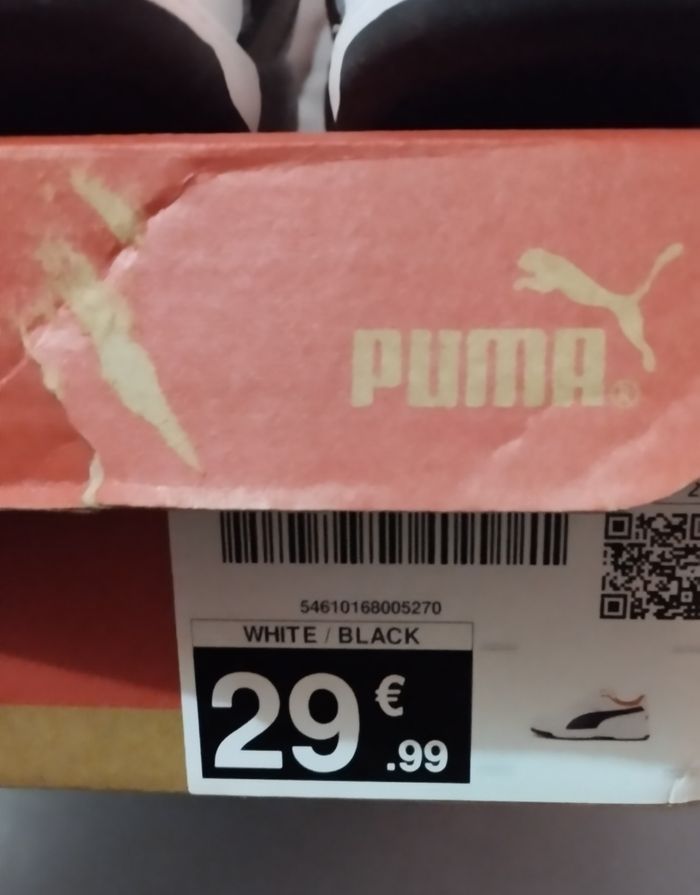 PUMA®
54610168005270
WHITE / BLACK
29€.99